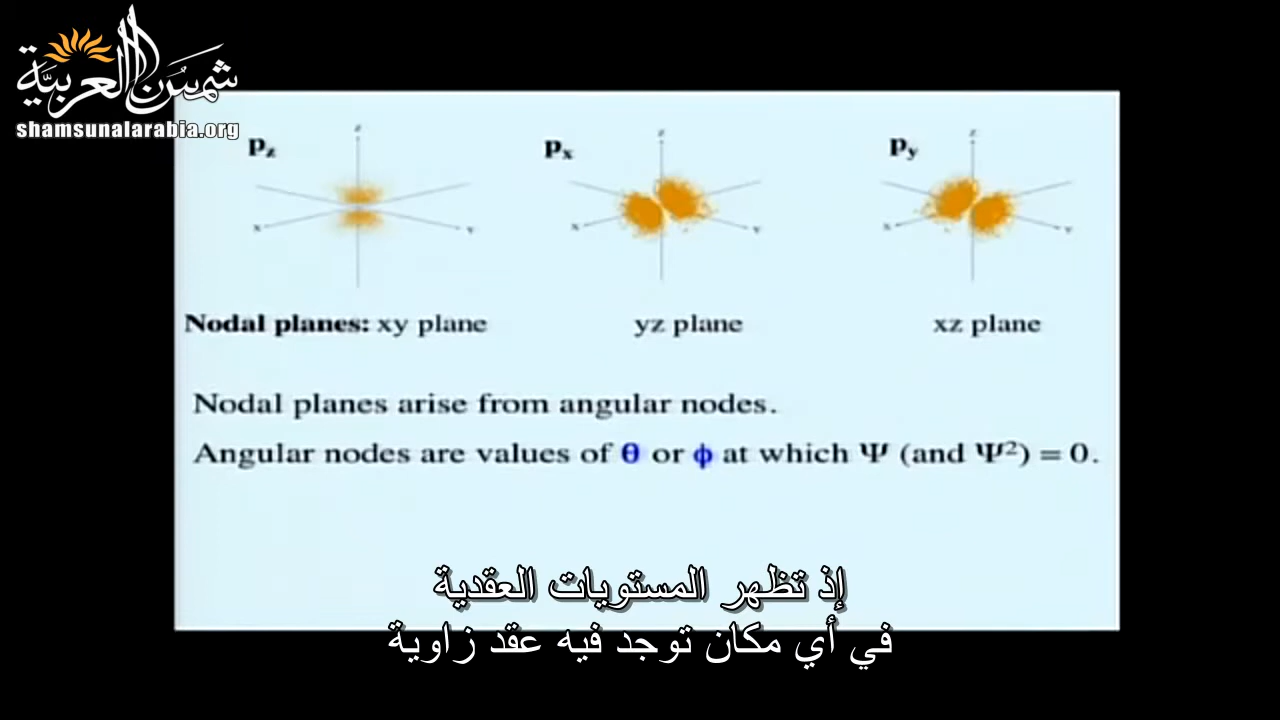 شمس العربية
shamsunalarabia.org
pz px py
z z z
x y x y x y
Nodal planes: xy plane yz plane xz plane
Nodal planes arise from angular nodes.
Angular nodes are values of θ or ϕ at which Ψ (and Ψ²) = 0.
إذ تظهر المستويات العقدية
في أي مكان توجد فيه عقد زاوية